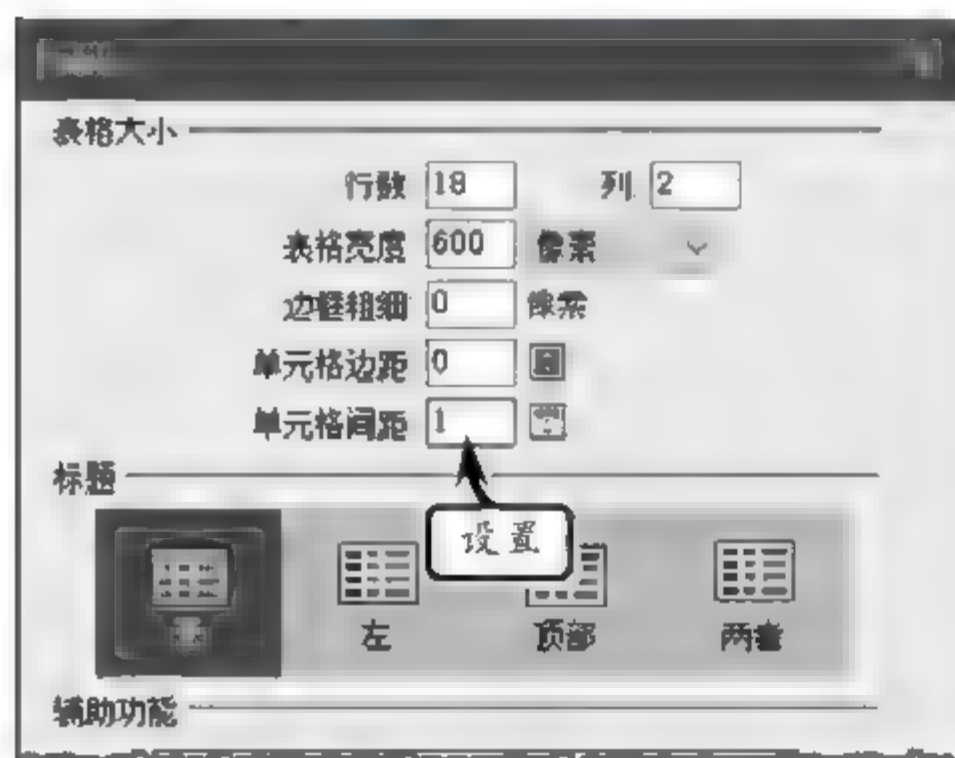 表格大小
行数 18 列 2
表格宽度 600 像素
边框粗细 0 像素
单元格边距 0
单元格间距 1
标题
设置
左 顶部 两者
辅助功能